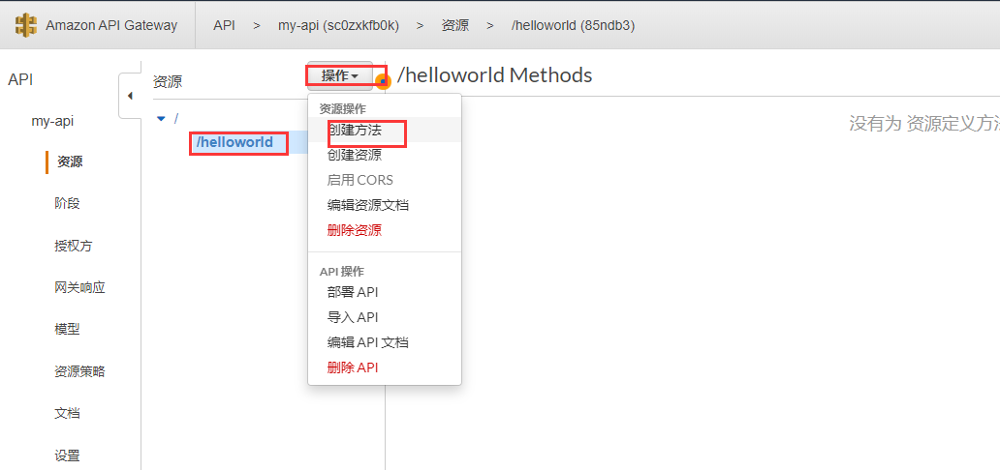 Amazon API Gateway API > my-api (sc0zxkfb0k) > 资源 > /helloworld (85ndb3)
API
my-api
资源
阶段
授权方
网关响应
模型
资源策略
文档
设置
资源
操作
/
/helloworld
资源操作
创建方法
创建资源
启用 CORS
编辑资源文档
删除资源
API 操作
部署 API
导入 API
编辑 API 文档
删除 API
/helloworld Methods
没有为 资源定义方法